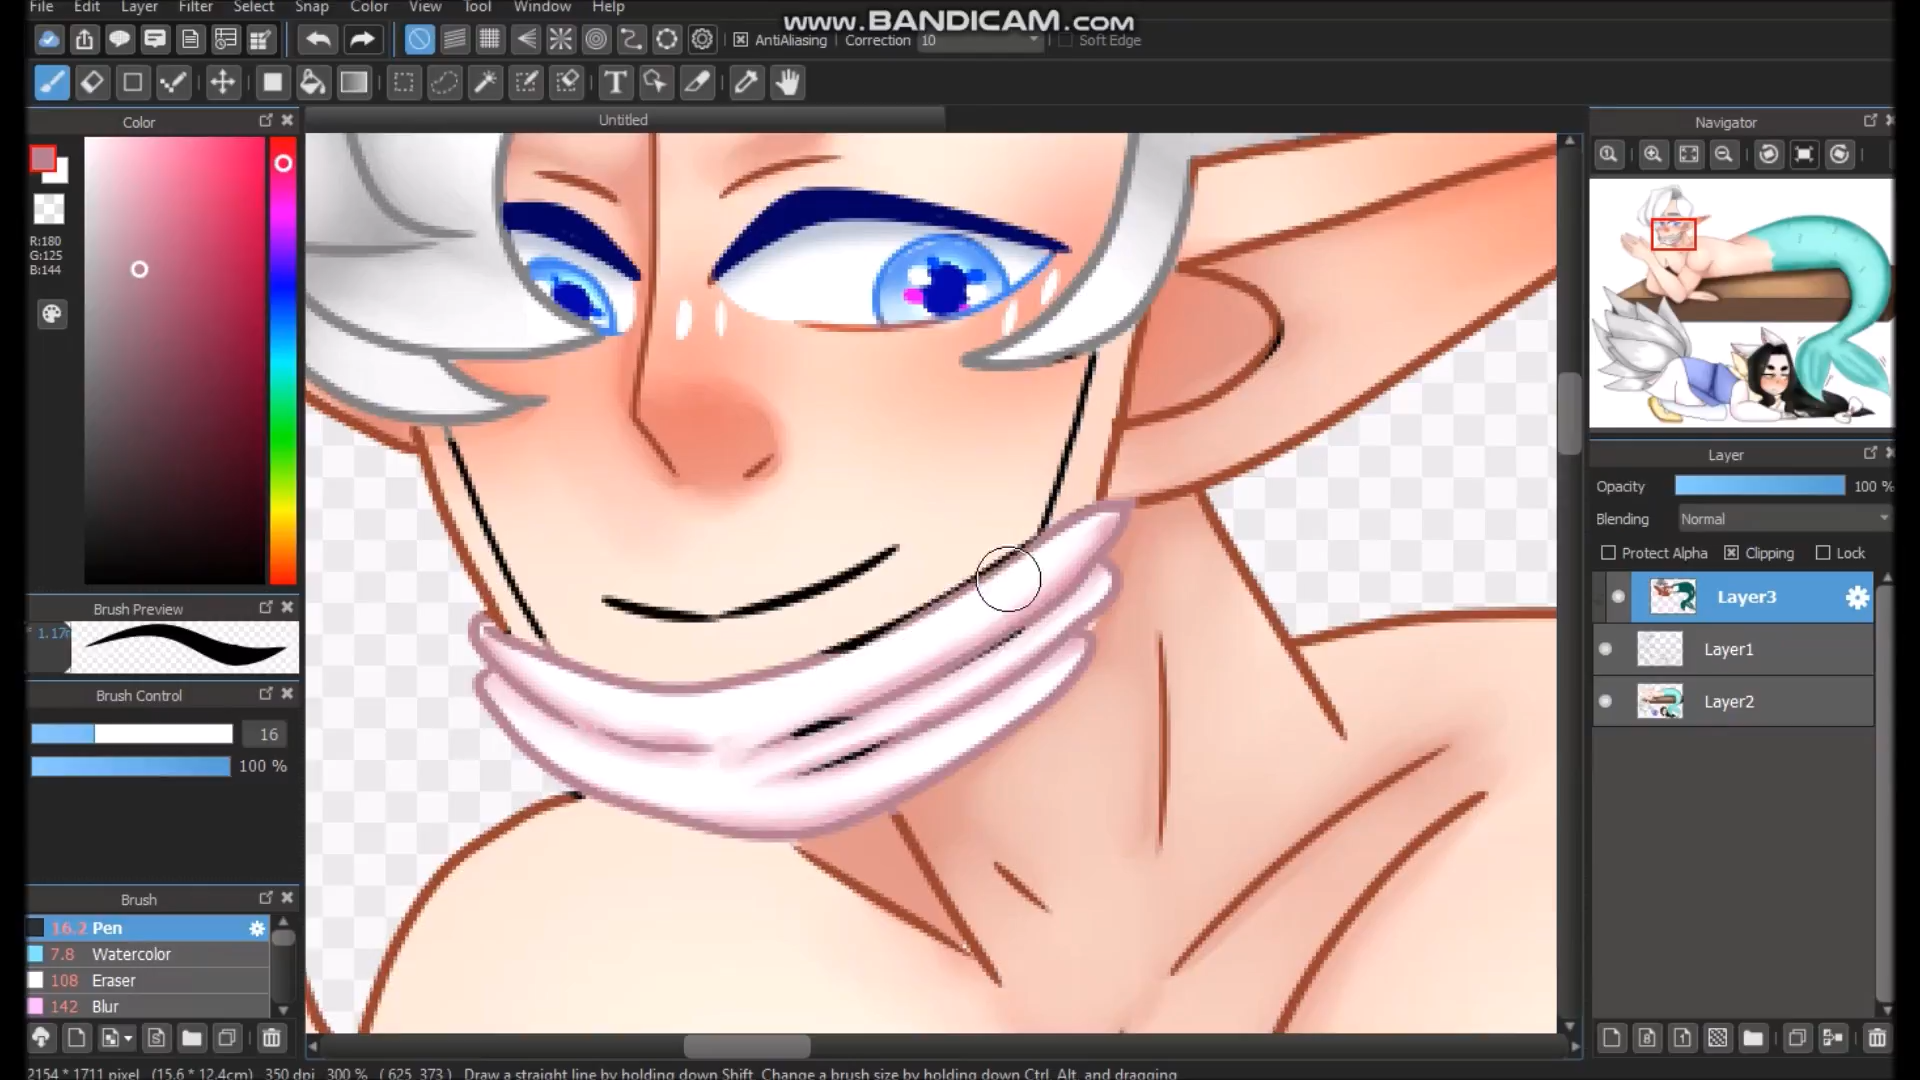 File Edit Layer Filter Select Snap Color View Tool Window Help
www.BANDICAM.com
AntiAliasing Correction 10 Soft Edge
T
Color
Untitled
Navigator
R:180
G:125
B:144
Layer
Opacity 100 %
Blending Normal
Protect Alpha Clipping Lock
Layer3
Layer1
Layer2
Brush Preview
Brush Control
16
100 %
Brush
16.2 Pen
7.8 Watercolor
108 Eraser
142 Blur
2154 * 1711 pixel (15.6 * 12.4cm) 350 dpi 300 % ( 625, 373 ) Draw a straight line by holding down Shift, Change a brush size by holding down Ctrl, Alt, and dragging